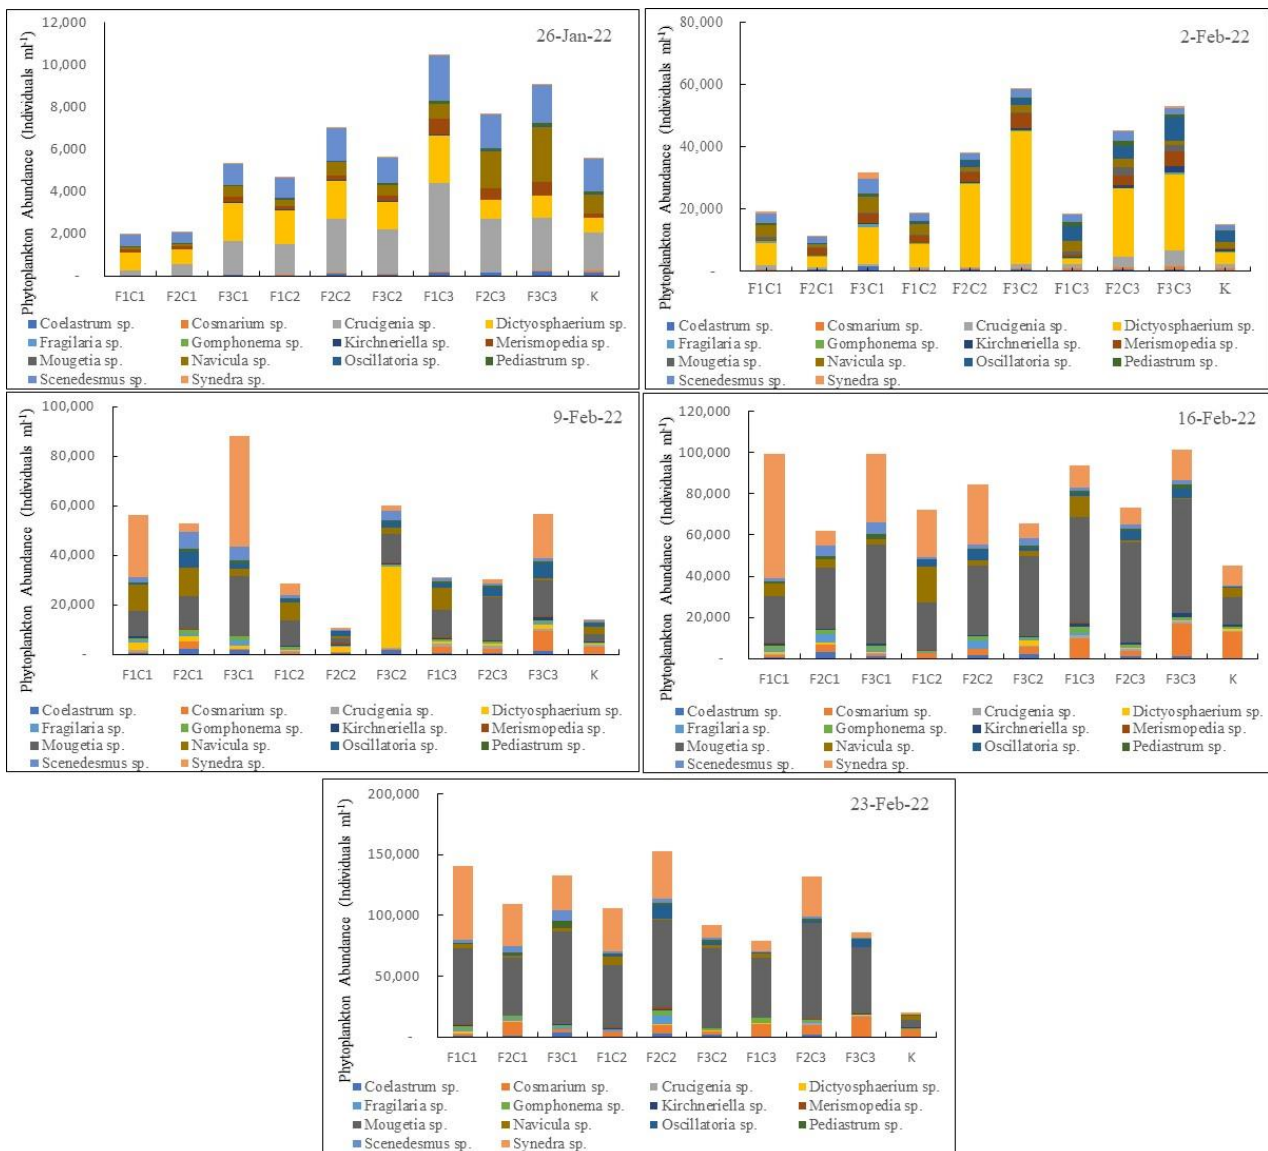 26-Jan-22
Phytoplankton Abundance (Individuals ml-1)
12,000
10,000
8,000
6,000
4,000
2,000
-
F1C1 F2C1 F3C1 F1C2 F2C2 F3C2 F1C3 F2C3 F3C3 K
Coelastrum sp. Cosmarium sp. Crucigenia sp. Dictyosphaerium sp.
Fragilaria sp. Gomphonema sp. Kirchneriella sp. Merismopedia sp.
Mougetia sp. Navicula sp. Oscillatoria sp. Pediastrum sp.
Scenedesmus sp. Synedra sp.
2-Feb-22
Phytoplankton Abundance (Individuals ml-1)
80,000
60,000
40,000
20,000
-
F1C1 F2C1 F3C1 F1C2 F2C2 F3C2 F1C3 F2C3 F3C3 K
Coelastrum sp. Cosmarium sp. Crucigenia sp. Dictyosphaerium sp.
Fragilaria sp. Gomphonema sp. Kirchneriella sp. Merismopedia sp.
Mougetia sp. Navicula sp. Oscillatoria sp. Pediastrum sp.
Scenedesmus sp. Synedra sp.
9-Feb-22
Phytoplankton Abundance (Individuals ml-1)
100,000
80,000
60,000
40,000
20,000
-
F1C1 F2C1 F3C1 F1C2 F2C2 F3C2 F1C3 F2C3 F3C3 K
Coelastrum sp. Cosmarium sp. Crucigenia sp. Dictyosphaerium sp.
Fragilaria sp. Gomphonema sp. Kirchneriella sp. Merismopedia sp.
Mougetia sp. Navicula sp. Oscillatoria sp. Pediastrum sp.
Scenedesmus sp. Synedra sp.
16-Feb-22
Phytoplankton Abundance (Individuals ml-1)
120,000
100,000
80,000
60,000
40,000
20,000
-
F1C1 F2C1 F3C1 F1C2 F2C2 F3C2 F1C3 F2C3 F3C3 K
Coelastrum sp. Cosmarium sp. Crucigenia sp. Dictyosphaerium sp.
Fragilaria sp. Gomphonema sp. Kirchneriella sp. Merismopedia sp.
Mougetia sp. Navicula sp. Oscillatoria sp. Pediastrum sp.
Scenedesmus sp. Synedra sp.
23-Feb-22
Phytoplankton Abundance (Individuals ml-1)
200,000
150,000
100,000
50,000
-
F1C1 F2C1 F3C1 F1C2 F2C2 F3C2 F1C3 F2C3 F3C3 K
Coelastrum sp. Cosmarium sp. Crucigenia sp. Dictyosphaerium sp.
Fragilaria sp. Gomphonema sp. Kirchneriella sp. Merismopedia sp.
Mougetia sp. Navicula sp. Oscillatoria sp. Pediastrum sp.
Scenedesmus sp. Synedra sp.